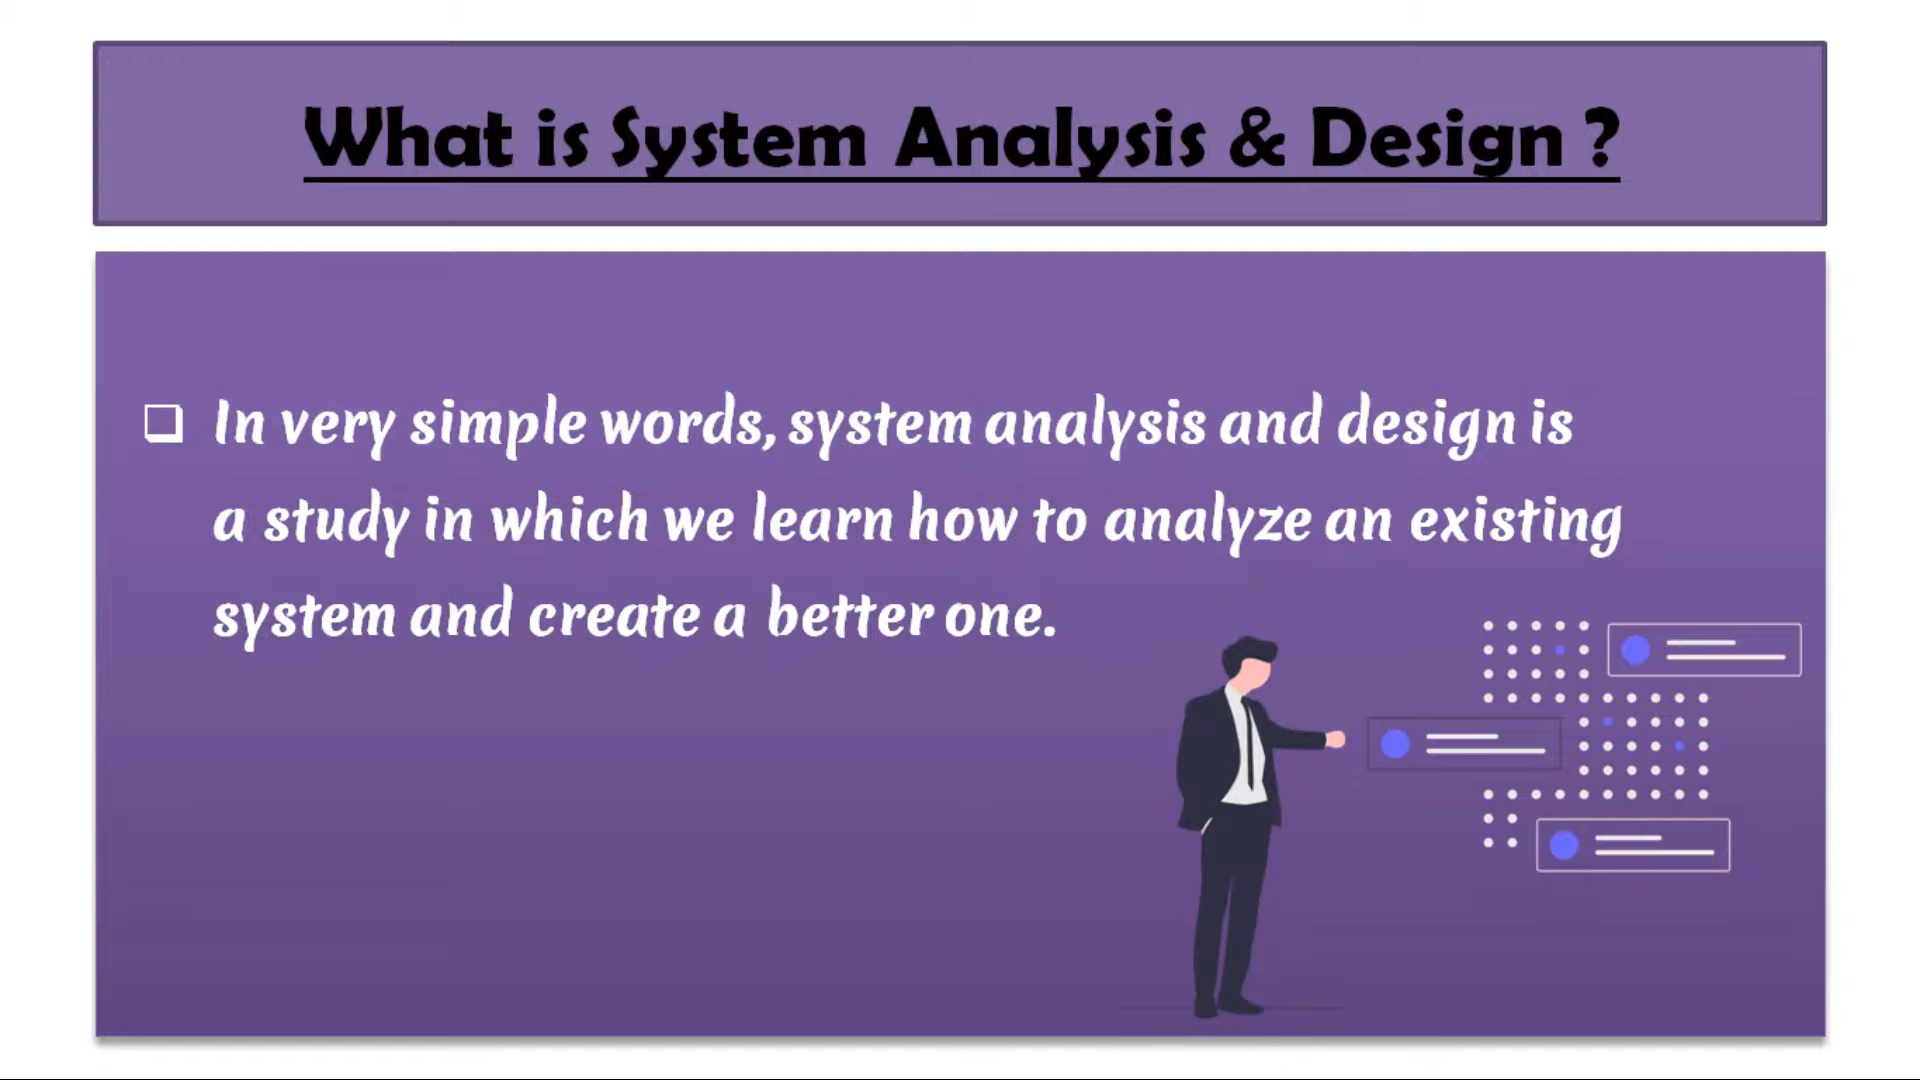 What is System Analysis & Design ?
❑ In very simple words, system analysis and design is
a study in which we learn how to analyze an existing
system and create a better one.